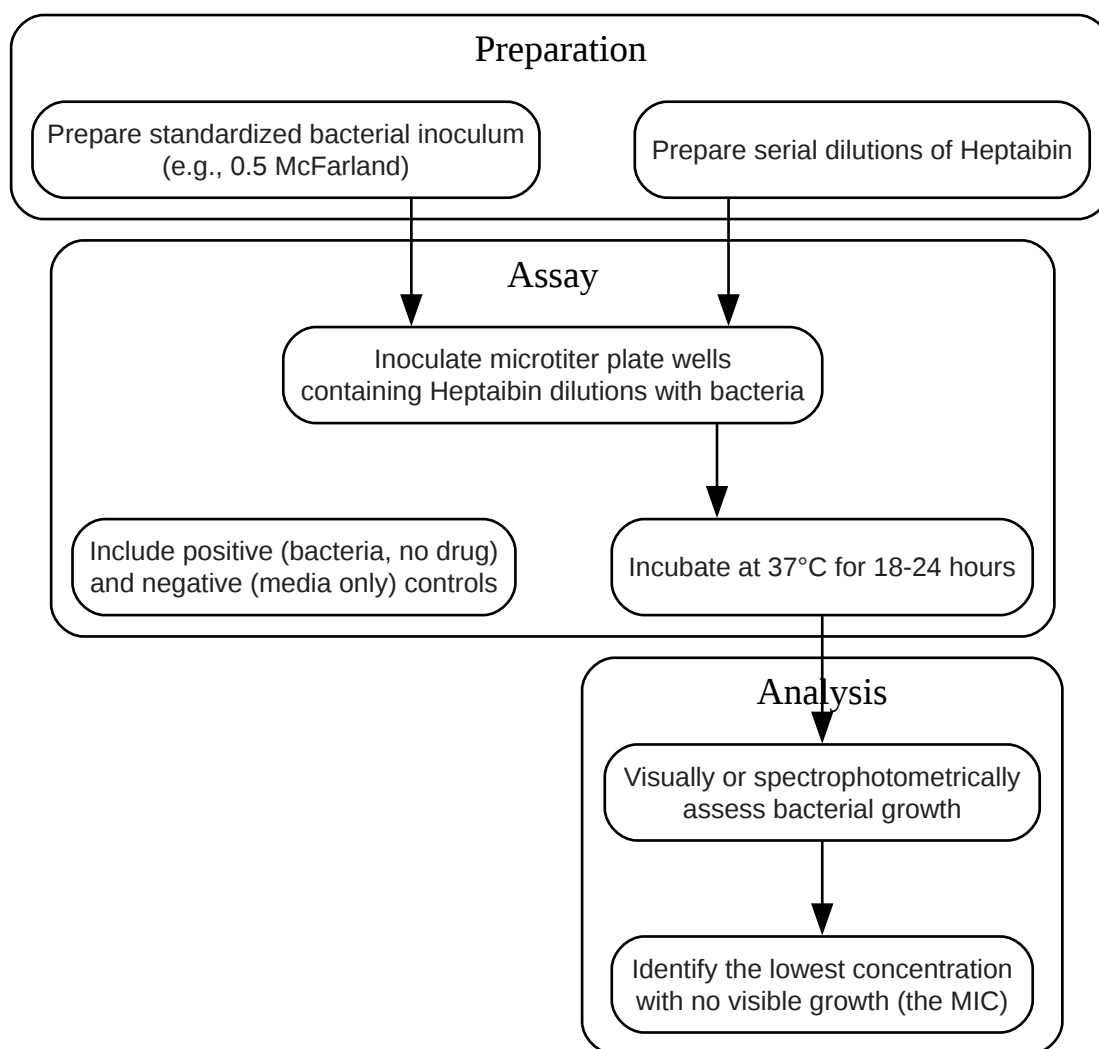 Preparation
Prepare standardized bacterial inoculum
(e.g., 0.5 McFarland)
Prepare serial dilutions of Heptaibin
Assay
Inoculate microtiter plate wells
containing Heptaibin dilutions with bacteria
Include positive (bacteria, no drug)
and negative (media only) controls
Incubate at 37°C for 18-24 hours
Analysis
Visually or spectrophotometrically
assess bacterial growth
Identify the lowest concentration
with no visible growth (the MIC)